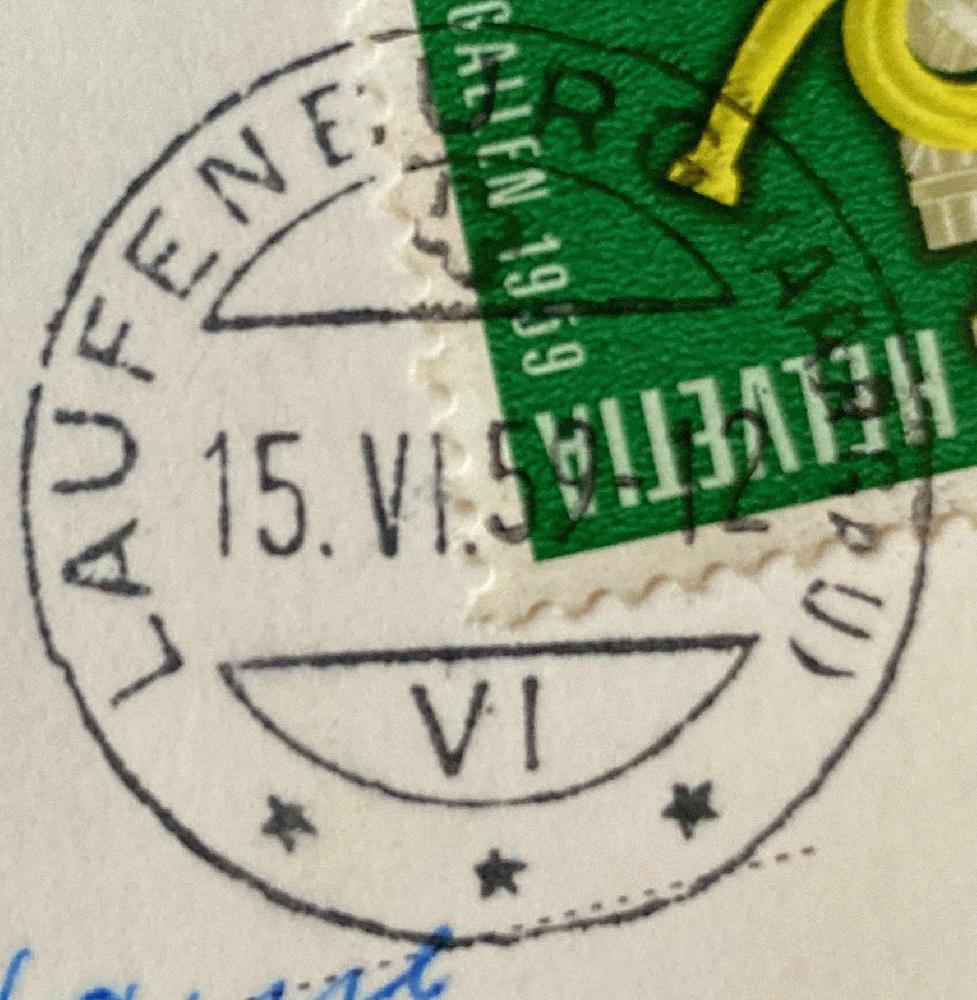 LAUFENBURG (AARGAU)
15.VI.59-12
VI
GALLEN 1959
HELVETIA